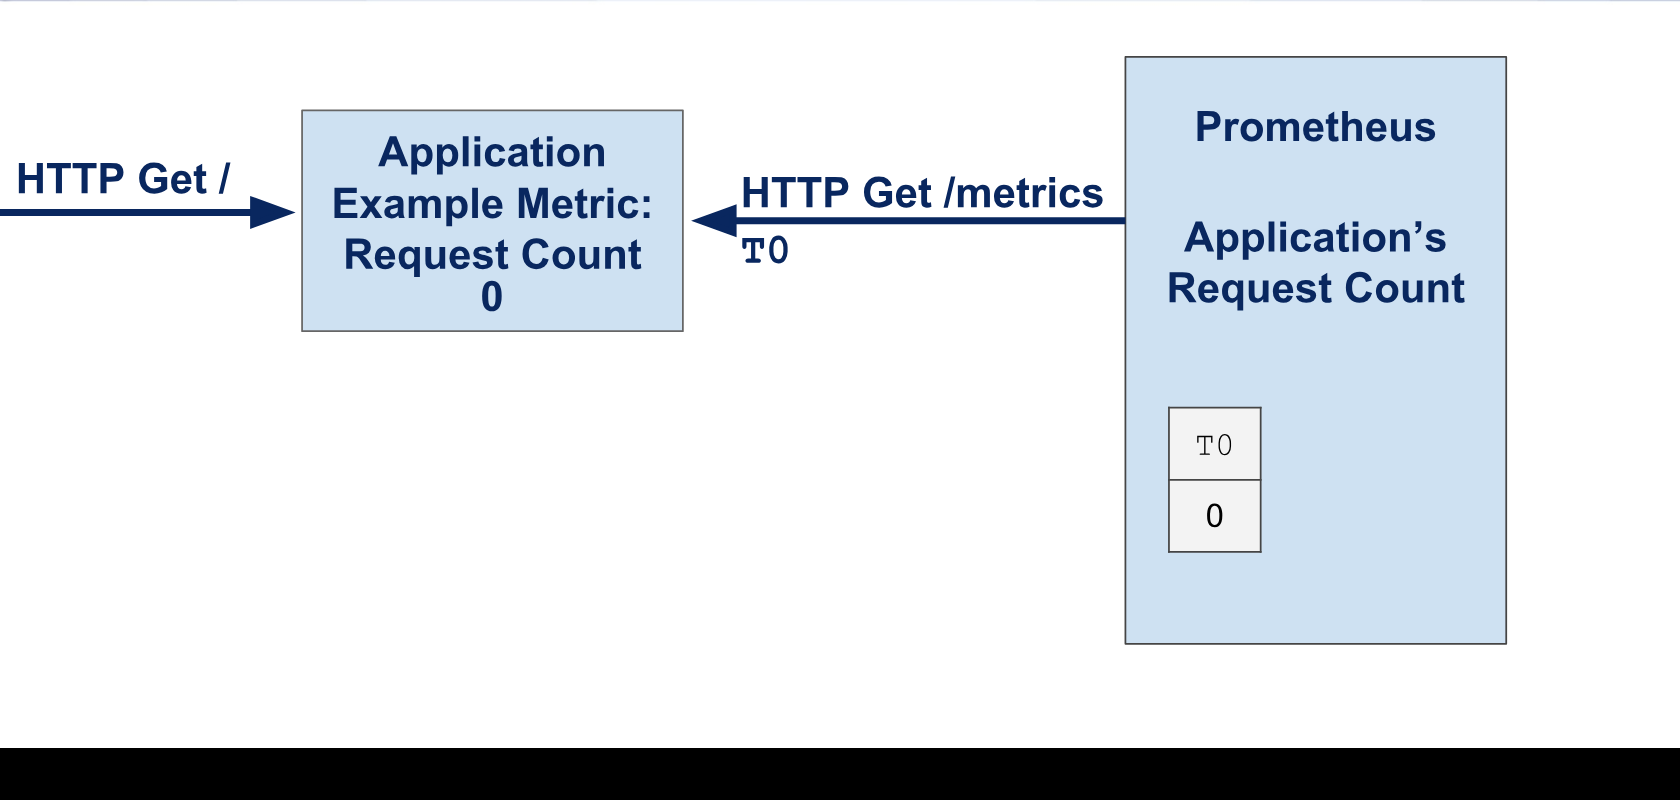 HTTP Get /
Application
Example Metric:
Request Count
0
HTTP Get /metrics
T0
Prometheus
Application’s
Request Count
T0
0